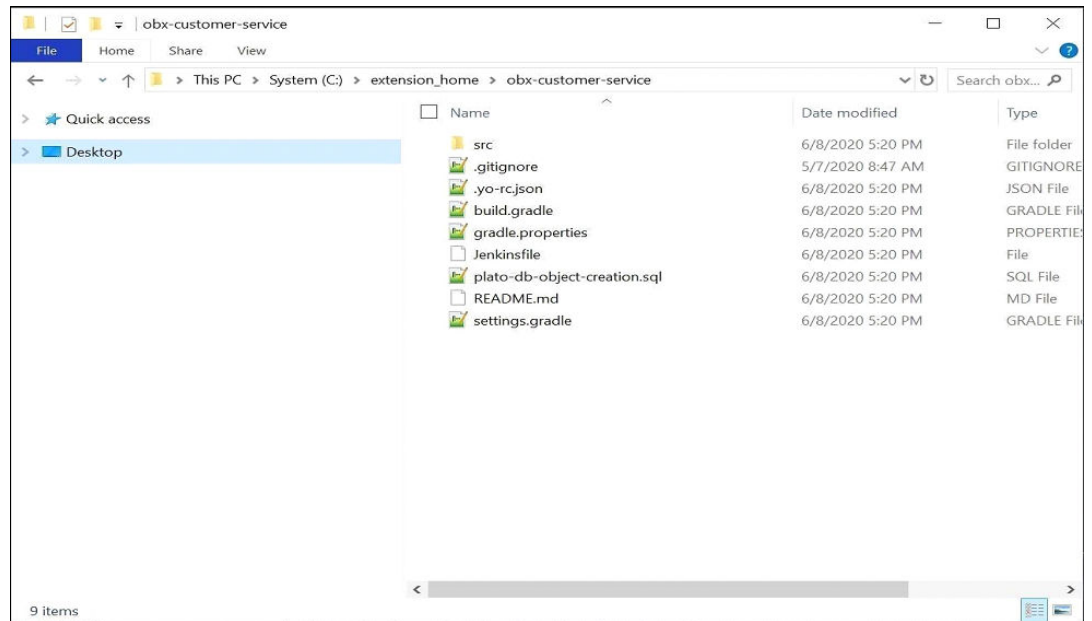 obx-customer-service
File Home Share View
This PC > System (C:) > extension_home > obx-customer-service Search obx...
Quick access
Desktop
Name Date modified Type
src 6/8/2020 5:20 PM File folder
.gitignore 5/7/2020 8:47 AM GITIGNORE
.yo-rc.json 6/8/2020 5:20 PM JSON File
build.gradle 6/8/2020 5:20 PM GRADLE Fil
gradle.properties 6/8/2020 5:20 PM PROPERTIES
Jenkinsfile 6/8/2020 5:20 PM File
plato-db-object-creation.sql 6/8/2020 5:20 PM SQL File
README.md 6/8/2020 5:20 PM MD File
settings.gradle 6/8/2020 5:20 PM GRADLE Fil
9 items